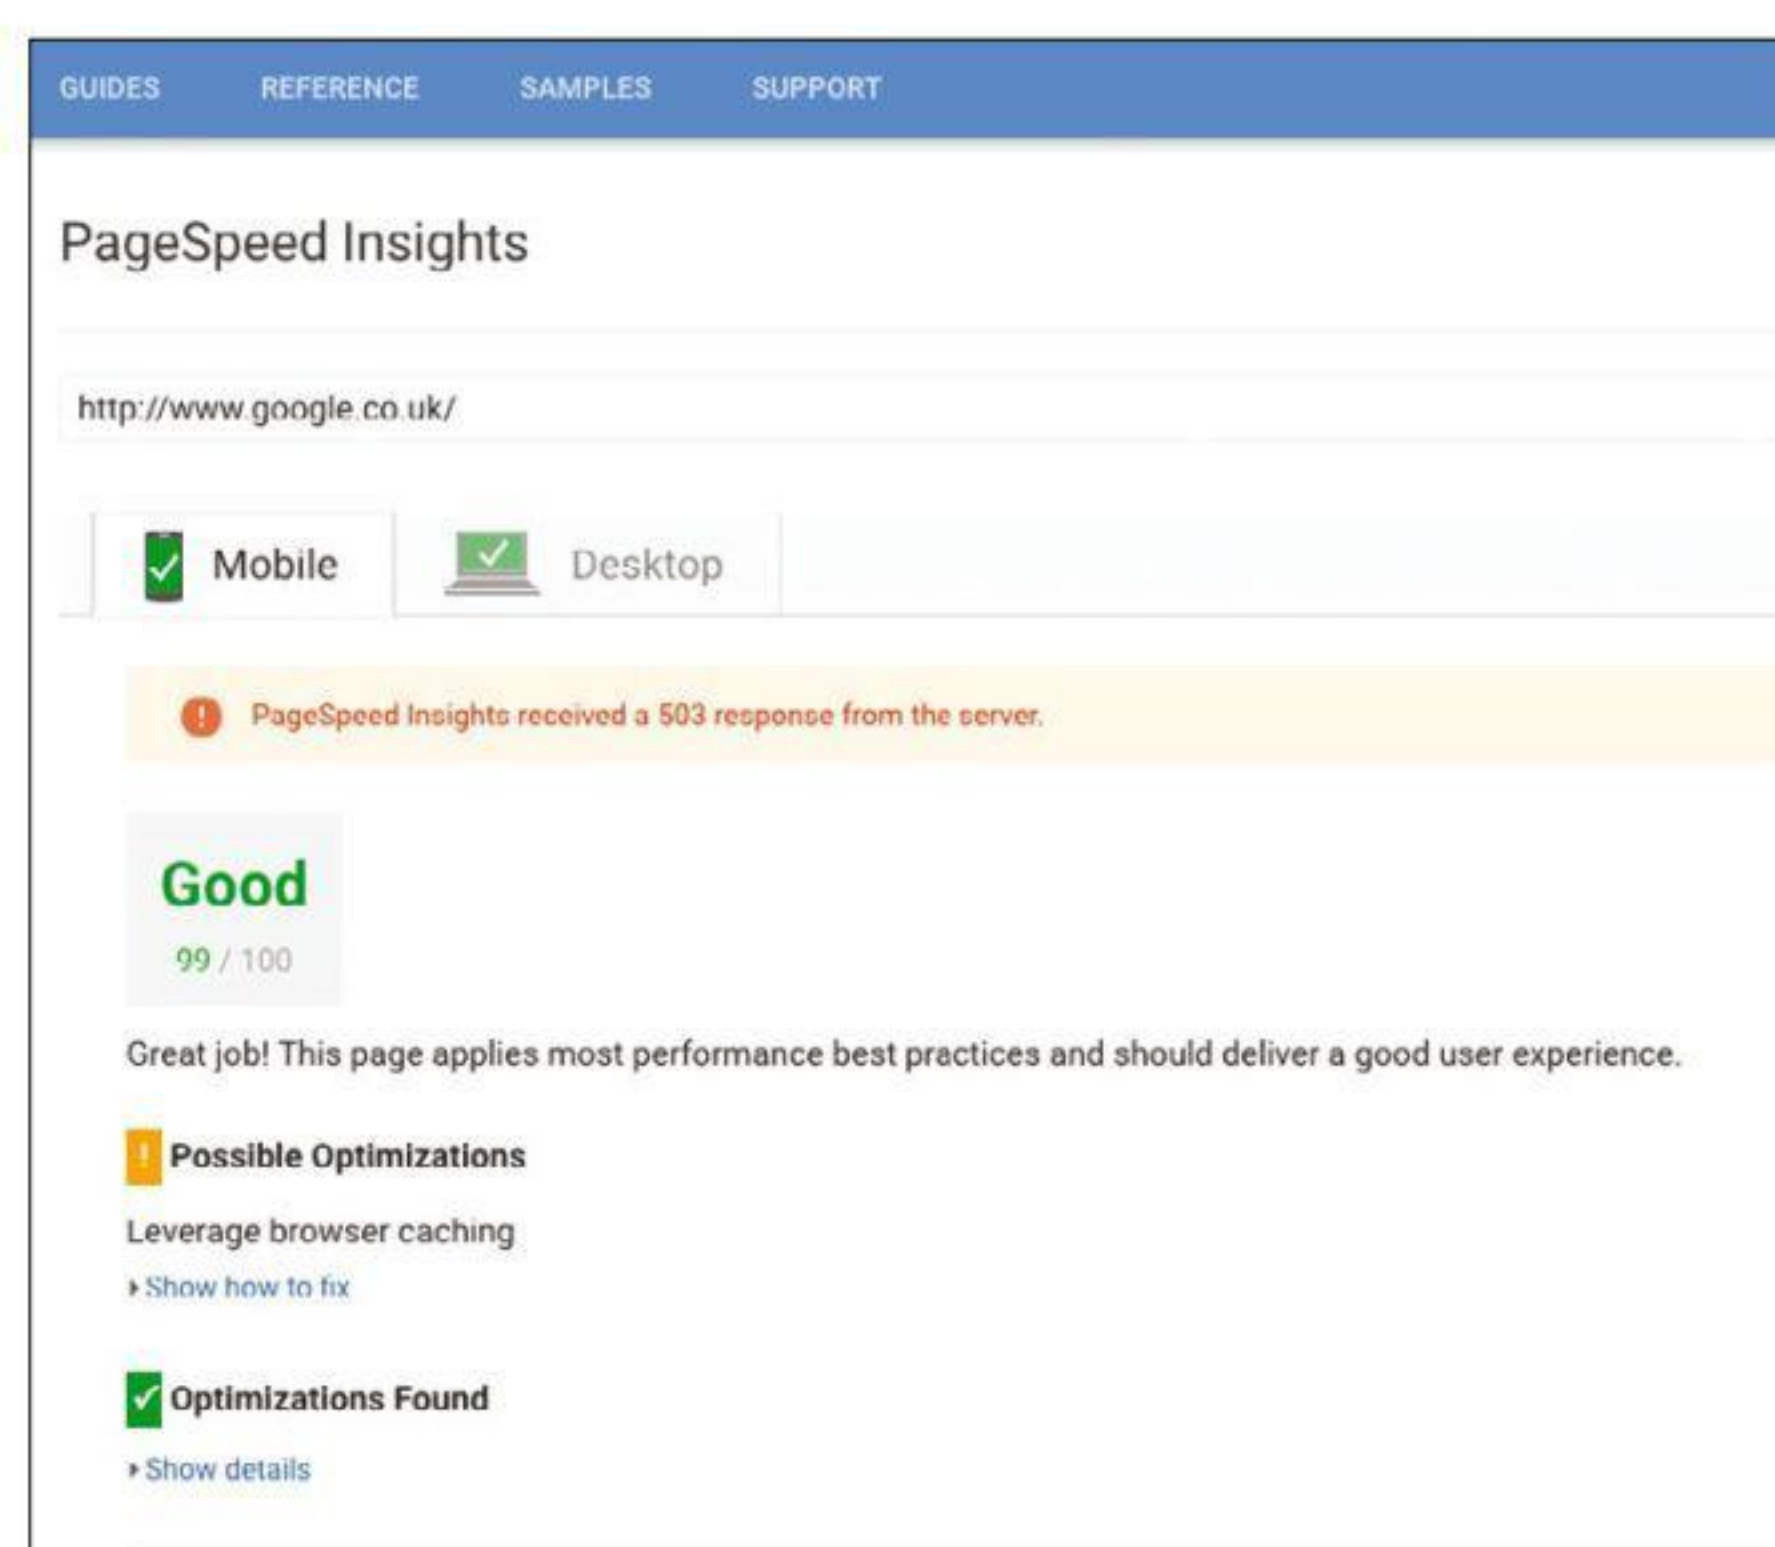 GUIDES REFERENCE SAMPLES SUPPORT
PageSpeed Insights
http://www.google.co.uk/
Mobile Desktop
! PageSpeed Insights received a 503 response from the server.
Good
99 / 100
Great job! This page applies most performance best practices and should deliver a good user experience.
! Possible Optimizations
Leverage browser caching
Show how to fix
Optimizations Found
Show details